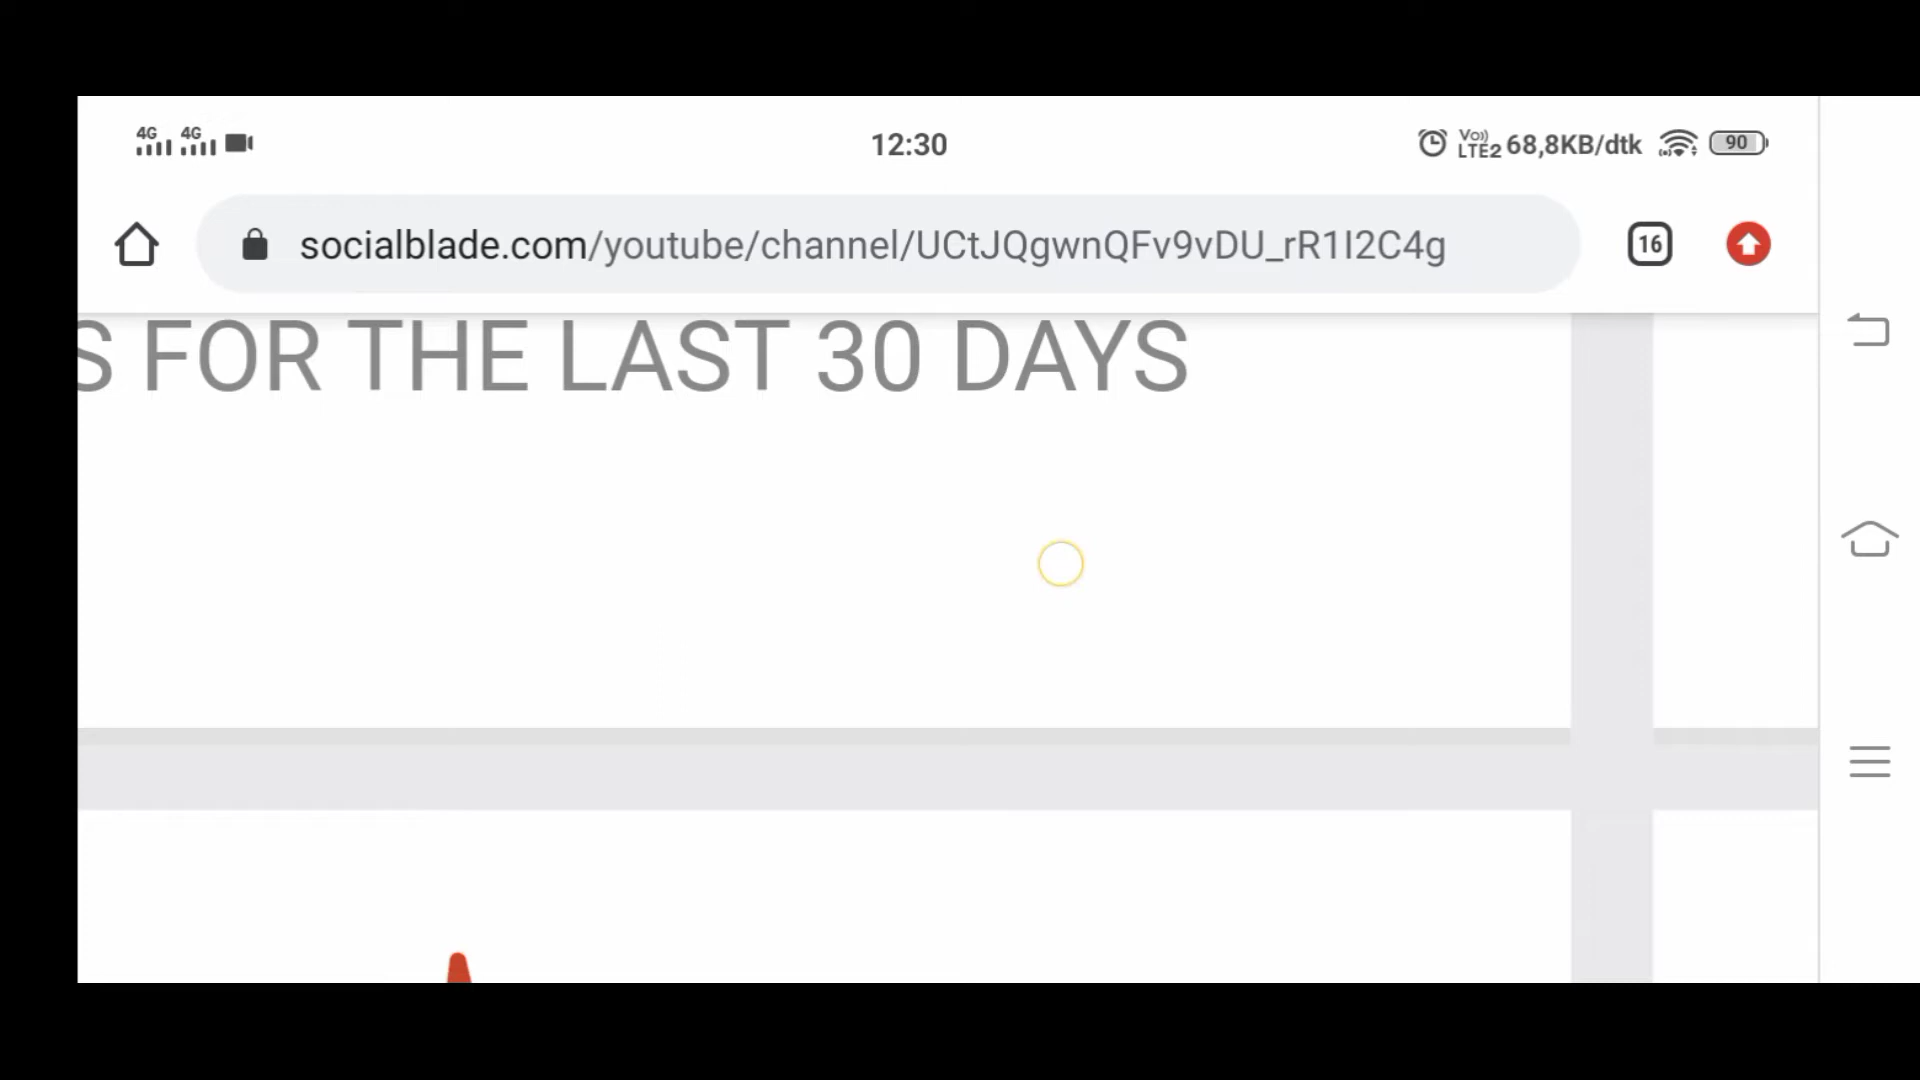 4G 4G 12:30 Vo)) LTE2 68,8KB/dtk 90
socialblade.com/youtube/channel/UCtJQgwnQFv9vDU_rR1I2C4g 16
S FOR THE LAST 30 DAYS